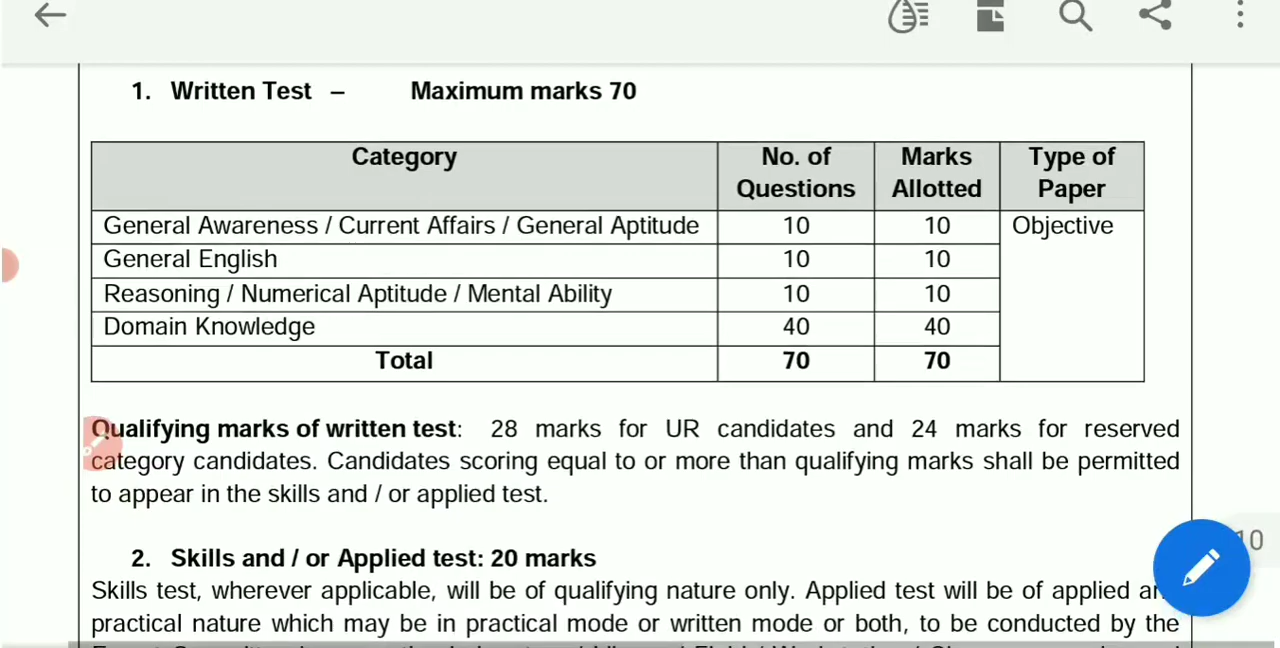 1. Written Test – Maximum marks 70
Category No. of Questions Marks Allotted Type of Paper
General Awareness / Current Affairs / General Aptitude 10 10 Objective
General English 10 10
Reasoning / Numerical Aptitude / Mental Ability 10 10
Domain Knowledge 40 40
Total 70 70
Qualifying marks of written test: 28 marks for UR candidates and 24 marks for reserved
category candidates. Candidates scoring equal to or more than qualifying marks shall be permitted
to appear in the skills and / or applied test.
10
2. Skills and / or Applied test: 20 marks
Skills test, wherever applicable, will be of qualifying nature only. Applied test will be of applied
practical nature which may be in practical mode or written mode or both, to be conducted by the